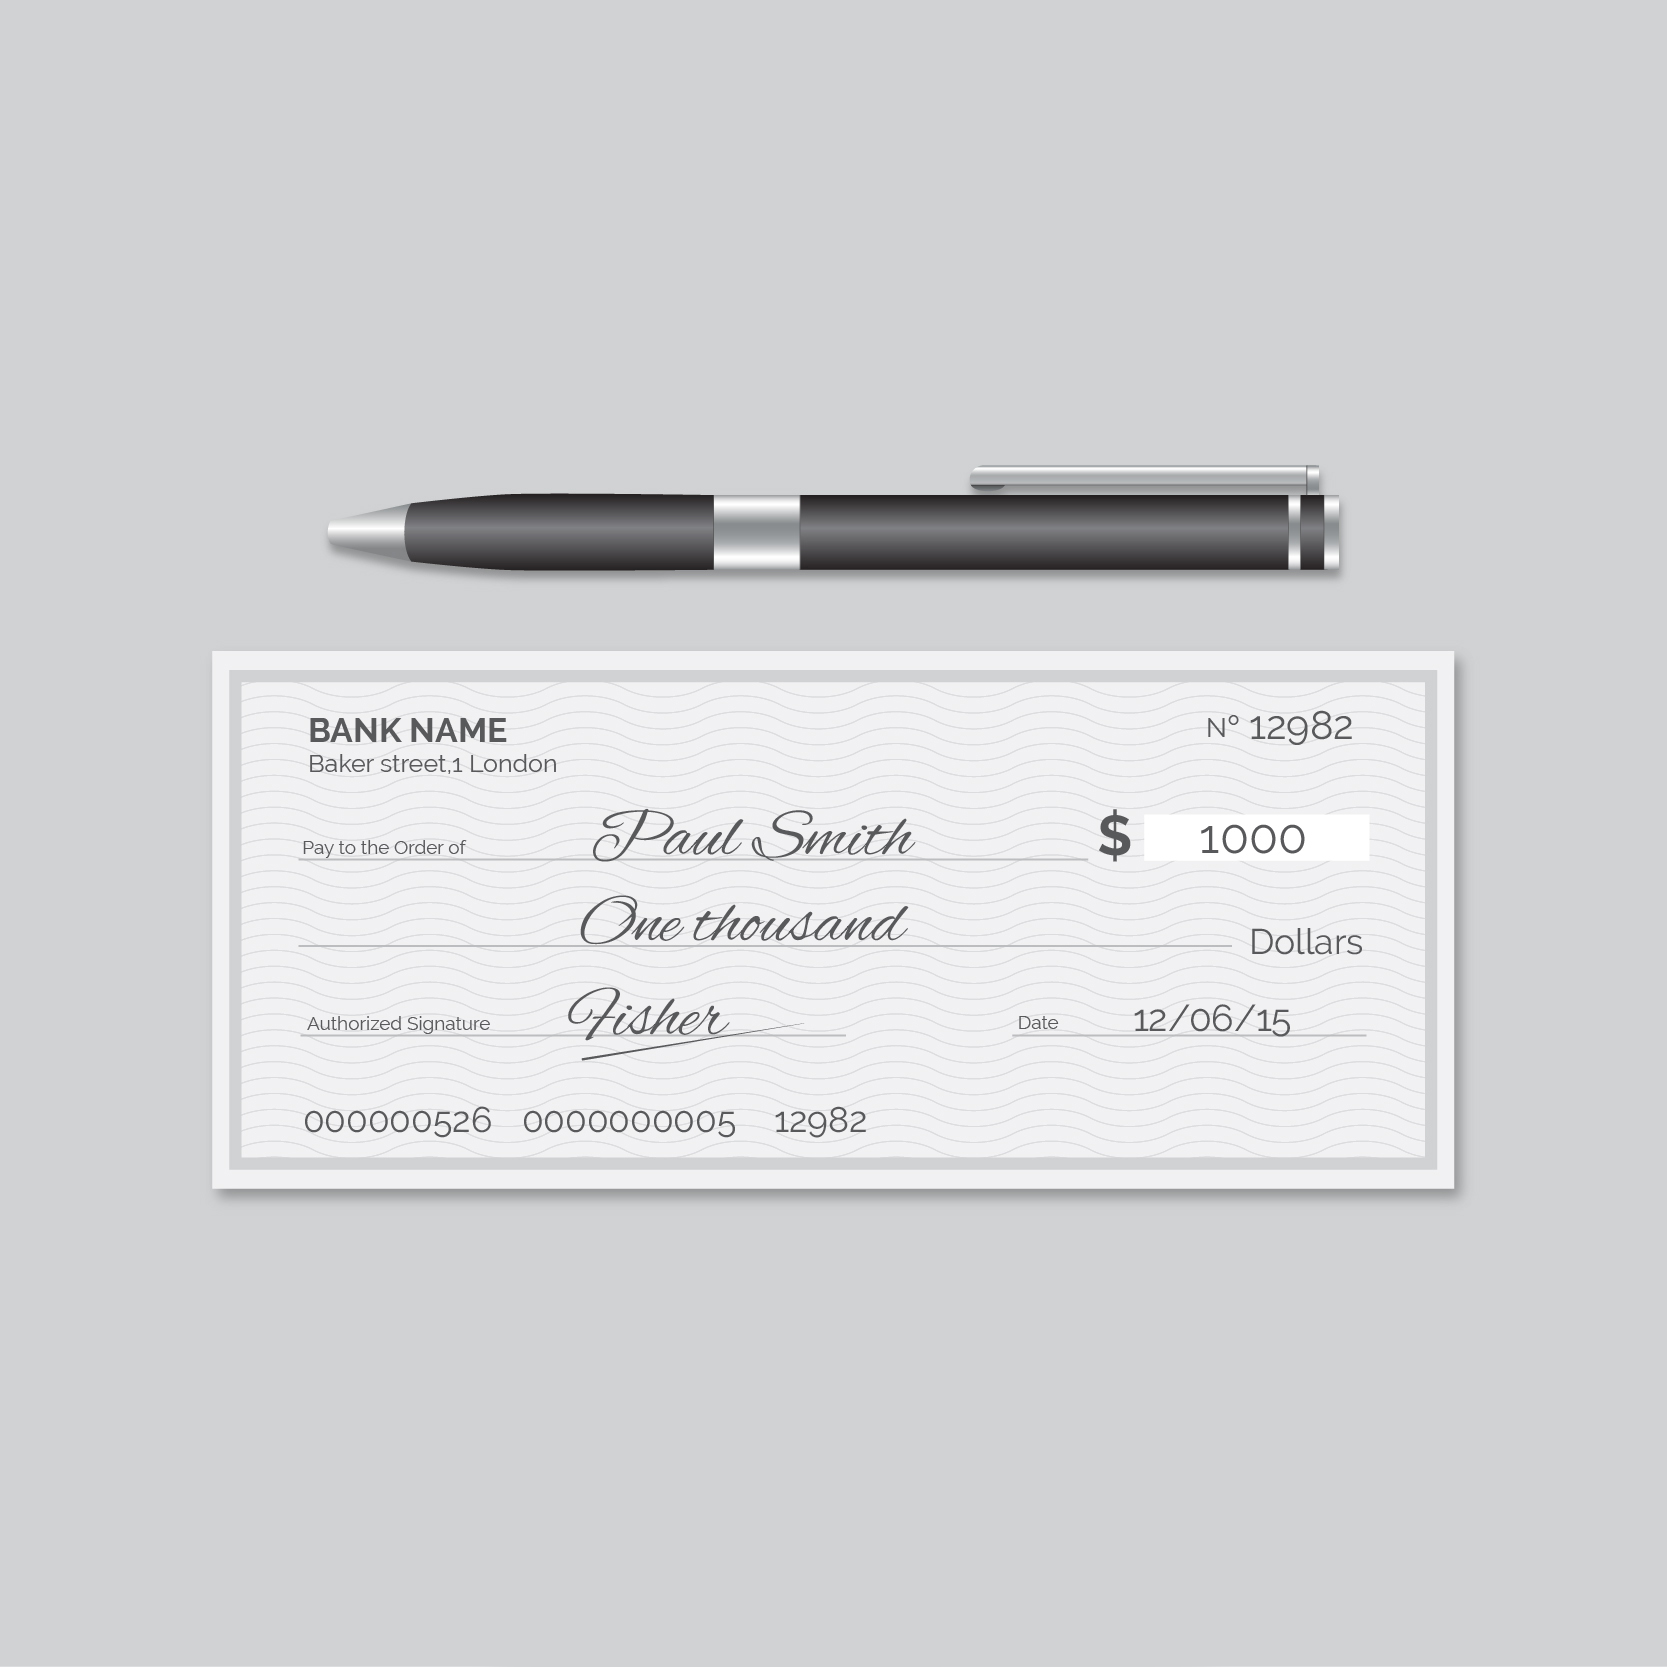 BANK NAME
Baker street,1 London
N° 12982
Pay to the Order of Paul Smith $ 1000
One thousand Dollars
Authorized Signature Fisher Date 12/06/15
000000526 0000000005 12982